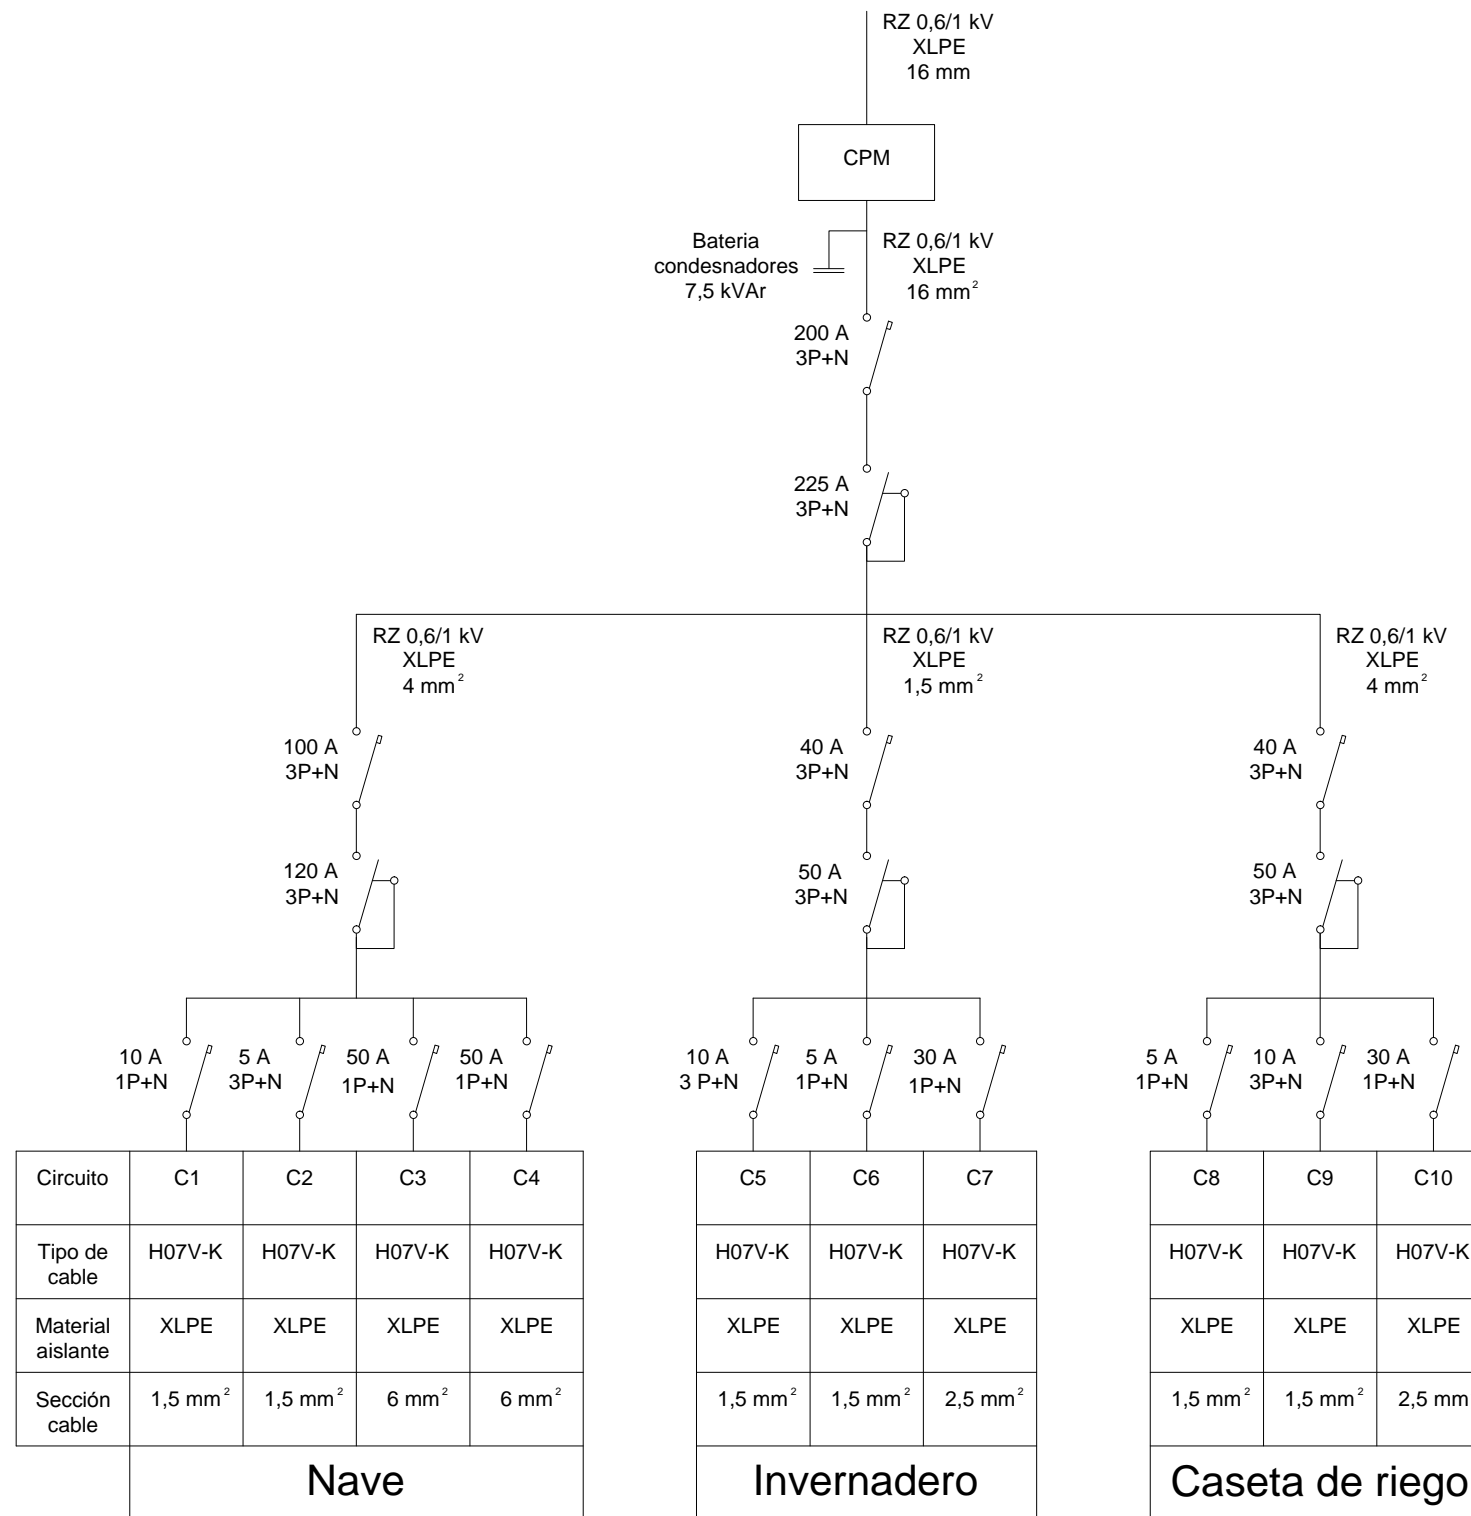 RZ 0,6/1 kV
XLPE
16 mm
CPM
Bateria
condesnadores
7,5 kVAr
RZ 0,6/1 kV
XLPE
16 mm²
200 A
3P+N
225 A
3P+N
RZ 0,6/1 kV
XLPE
4 mm²
RZ 0,6/1 kV
XLPE
1,5 mm²
RZ 0,6/1 kV
XLPE
4 mm²
100 A
3P+N
40 A
3P+N
40 A
3P+N
120 A
3P+N
50 A
3P+N
50 A
3P+N
10 A
1P+N
5 A
3P+N
50 A
1P+N
50 A
1P+N
10 A
3 P+N
5 A
1P+N
30 A
1P+N
5 A
1P+N
10 A
3P+N
30 A
1P+N
Circuito C1 C2 C3 C4 C5 C6 C7 C8 C9 C10
Tipo de
cable
H07V-K H07V-K H07V-K H07V-K H07V-K H07V-K H07V-K H07V-K H07V-K H07V-K
Material
aislante
XLPE XLPE XLPE XLPE XLPE XLPE XLPE XLPE XLPE XLPE
Sección
cable
1,5 mm² 1,5 mm² 6 mm² 6 mm² 1,5 mm² 1,5 mm² 2,5 mm² 1,5 mm² 1,5 mm² 2,5 mm
Nave
Invernadero
Caseta de riego